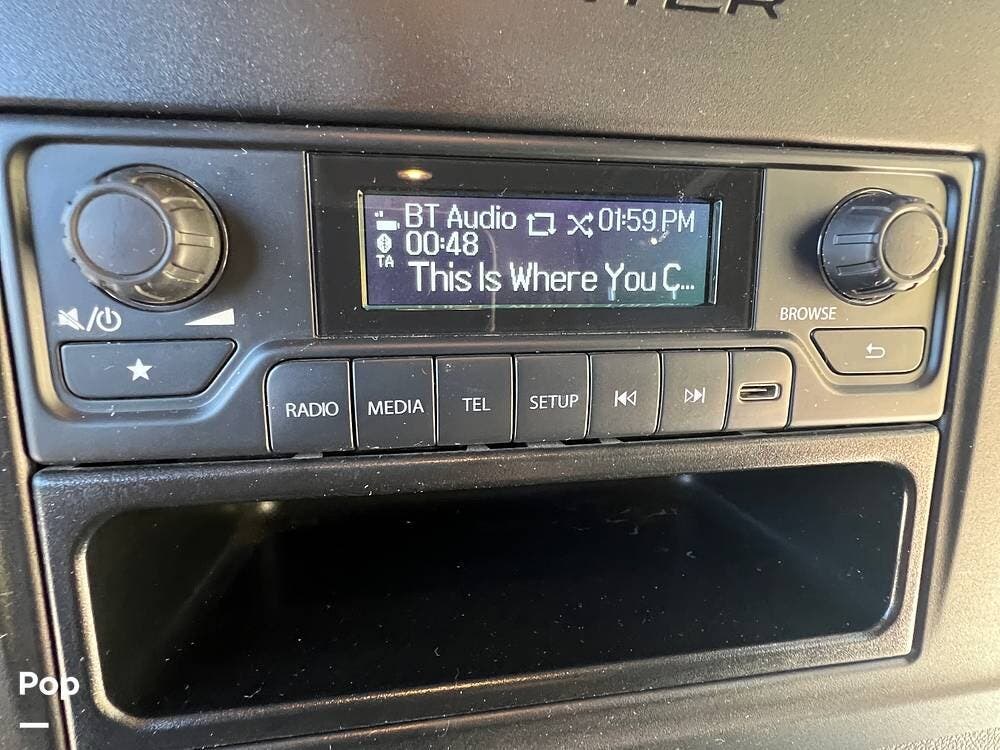 BT Audio 01:59 PM
00:48
TA
This Is Where You C...
BROWSE
RADIO MEDIA TEL SETUP
Pop